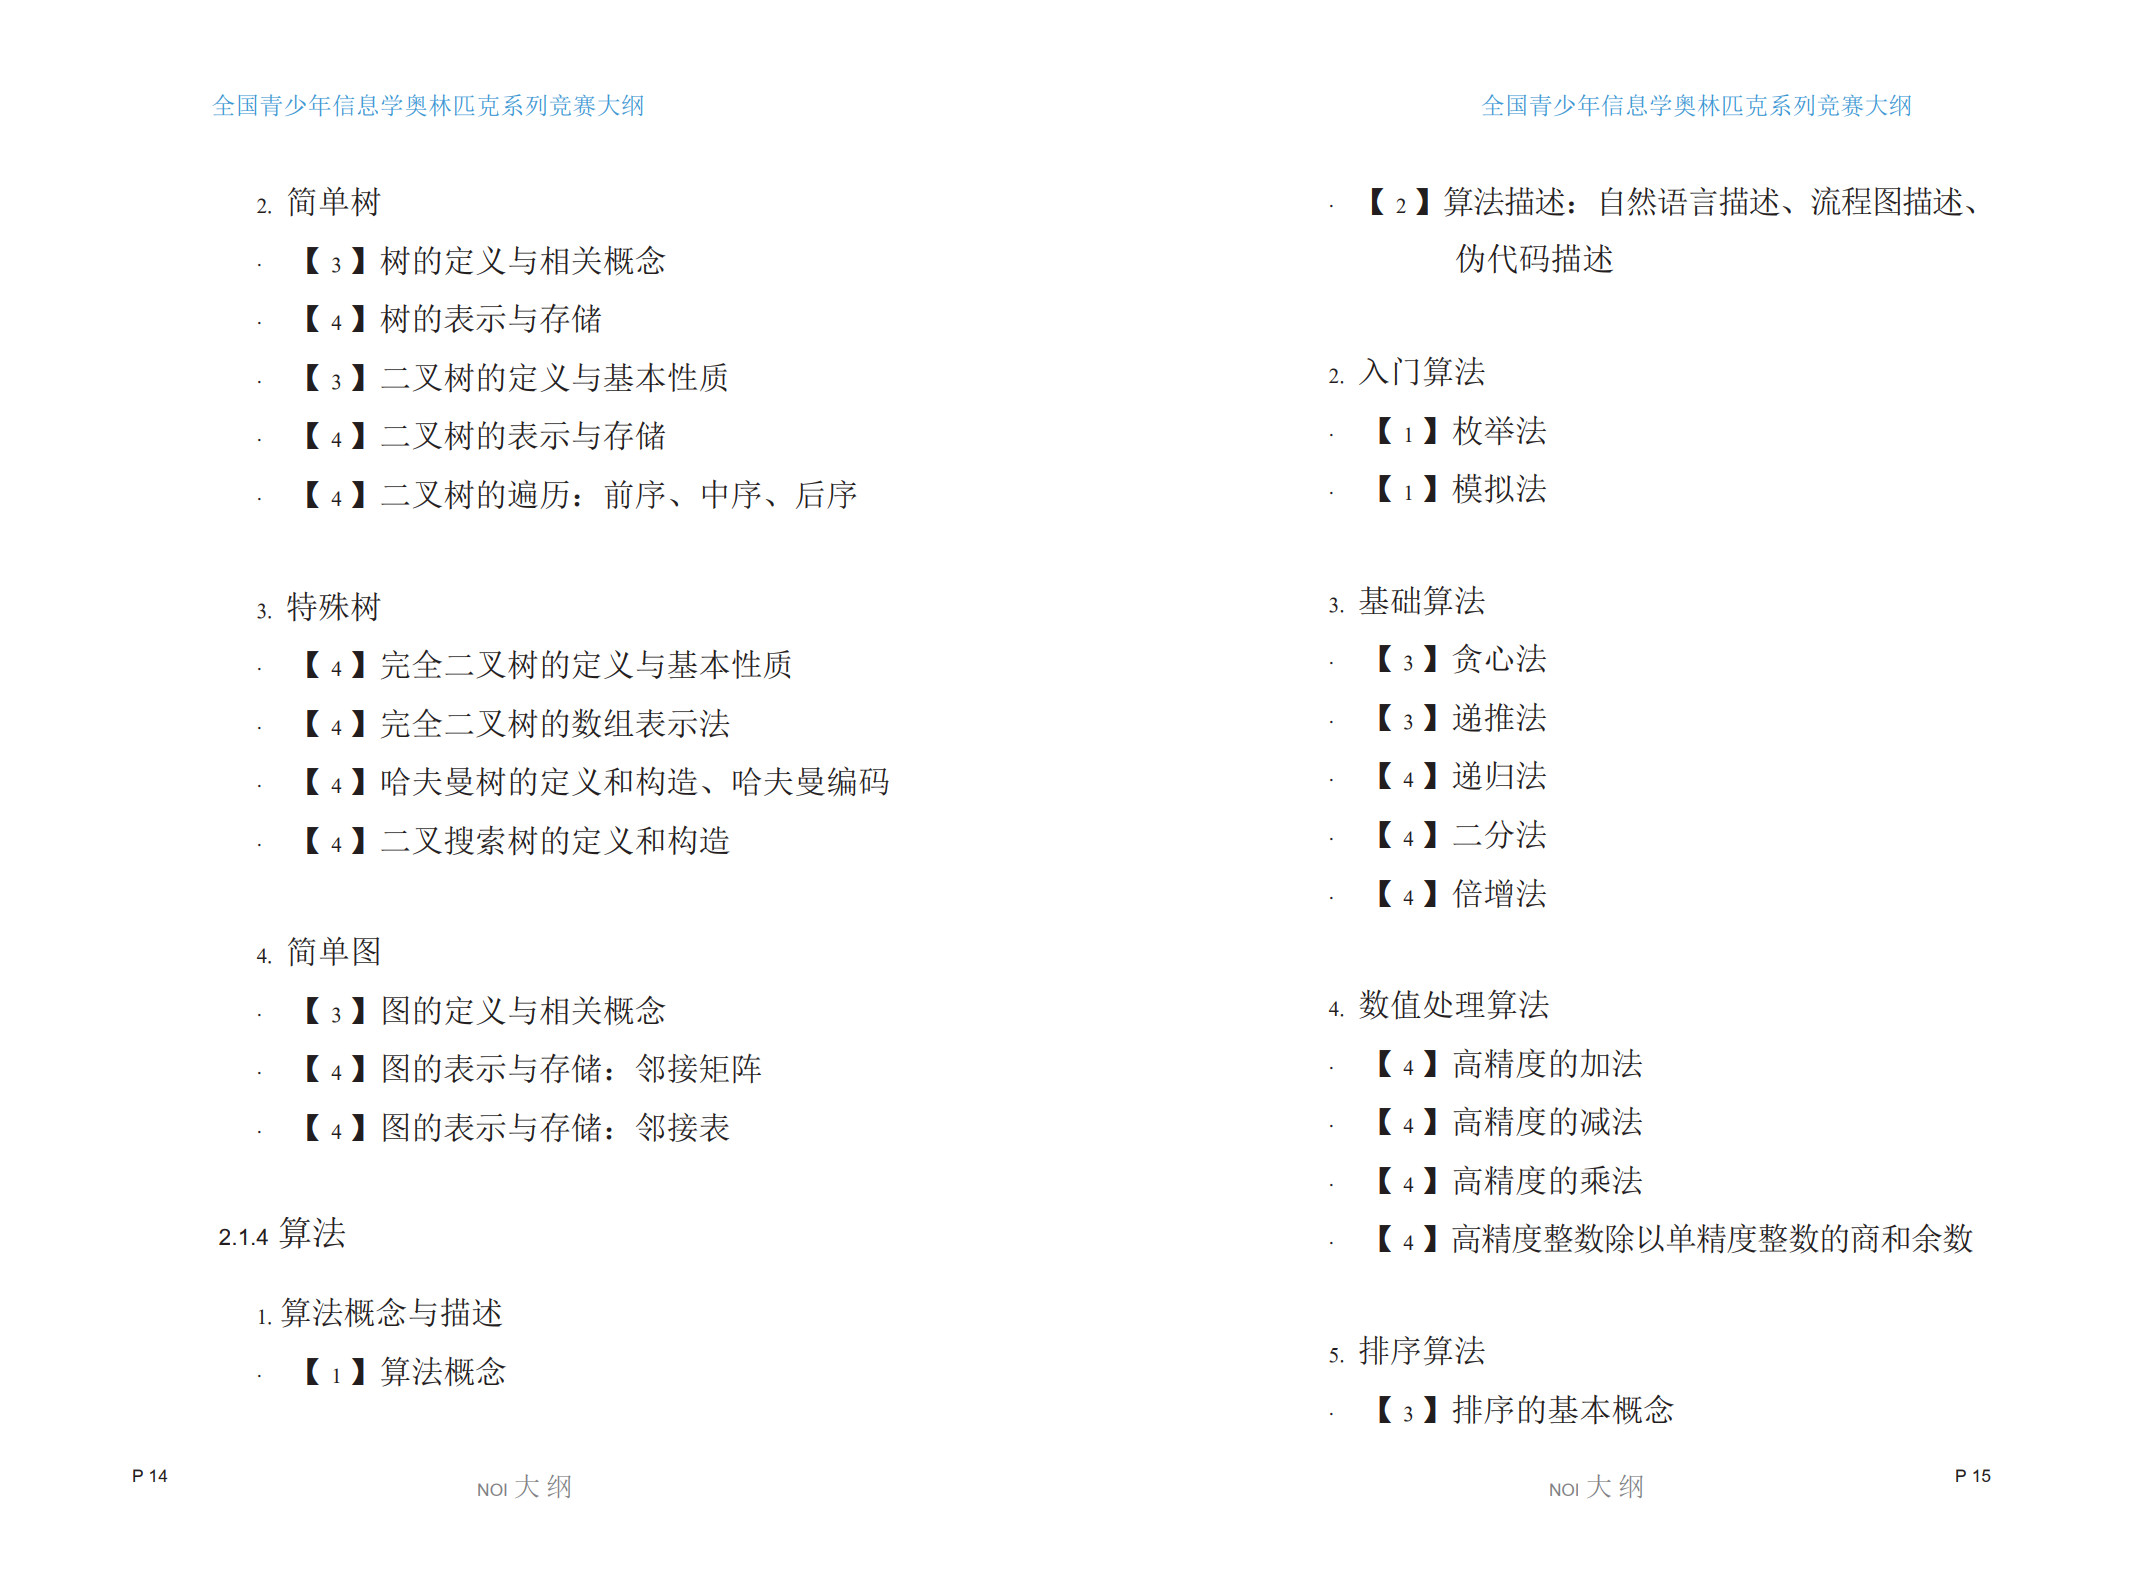 全国青少年信息学奥林匹克系列竞赛大纲
2. 简单树
· 【 3 】树的定义与相关概念
· 【 4 】树的表示与存储
· 【 3 】二叉树的定义与基本性质
· 【 4 】二叉树的表示与存储
· 【 4 】二叉树的遍历：前序、中序、后序
3. 特殊树
· 【 4 】完全二叉树的定义与基本性质
· 【 4 】完全二叉树的数组表示法
· 【 4 】哈夫曼树的定义和构造、哈夫曼编码
· 【 4 】二叉搜索树的定义和构造
4. 简单图
· 【 3 】图的定义与相关概念
· 【 4 】图的表示与存储：邻接矩阵
· 【 4 】图的表示与存储：邻接表
2.1.4 算法
1. 算法概念与描述
· 【 1 】算法概念
P 14
NOI 大 纲
全国青少年信息学奥林匹克系列竞赛大纲
· 【 2 】算法描述：自然语言描述、流程图描述、
伪代码描述
2. 入门算法
· 【 1 】枚举法
· 【 1 】模拟法
3. 基础算法
· 【 3 】贪心法
· 【 3 】递推法
· 【 4 】递归法
· 【 4 】二分法
· 【 4 】倍增法
4. 数值处理算法
· 【 4 】高精度的加法
· 【 4 】高精度的减法
· 【 4 】高精度的乘法
· 【 4 】高精度整数除以单精度整数的商和余数
5. 排序算法
· 【 3 】排序的基本概念
NOI 大 纲
P 15